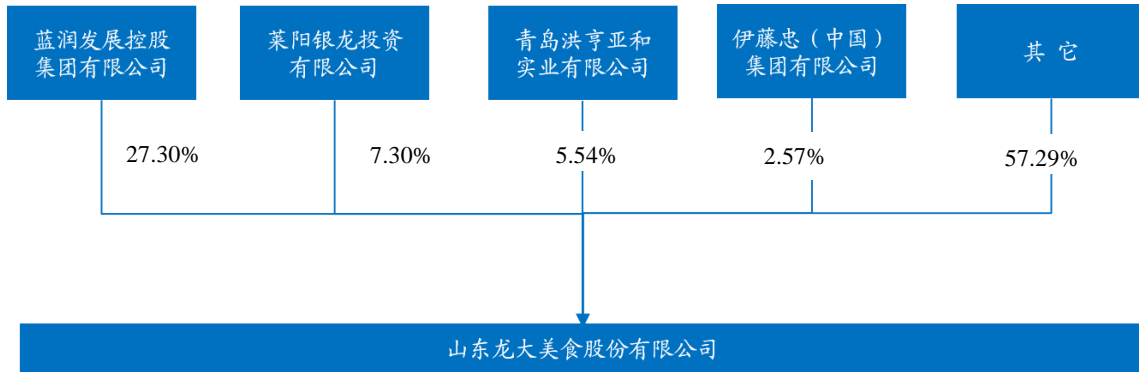 蓝润发展控股
集团有限公司
莱阳银龙投资
有限公司
青岛洪亨亚和
实业有限公司
伊藤忠（中国）
集团有限公司
其 它
27.30%
7.30%
5.54%
2.57%
57.29%
山东龙大美食股份有限公司